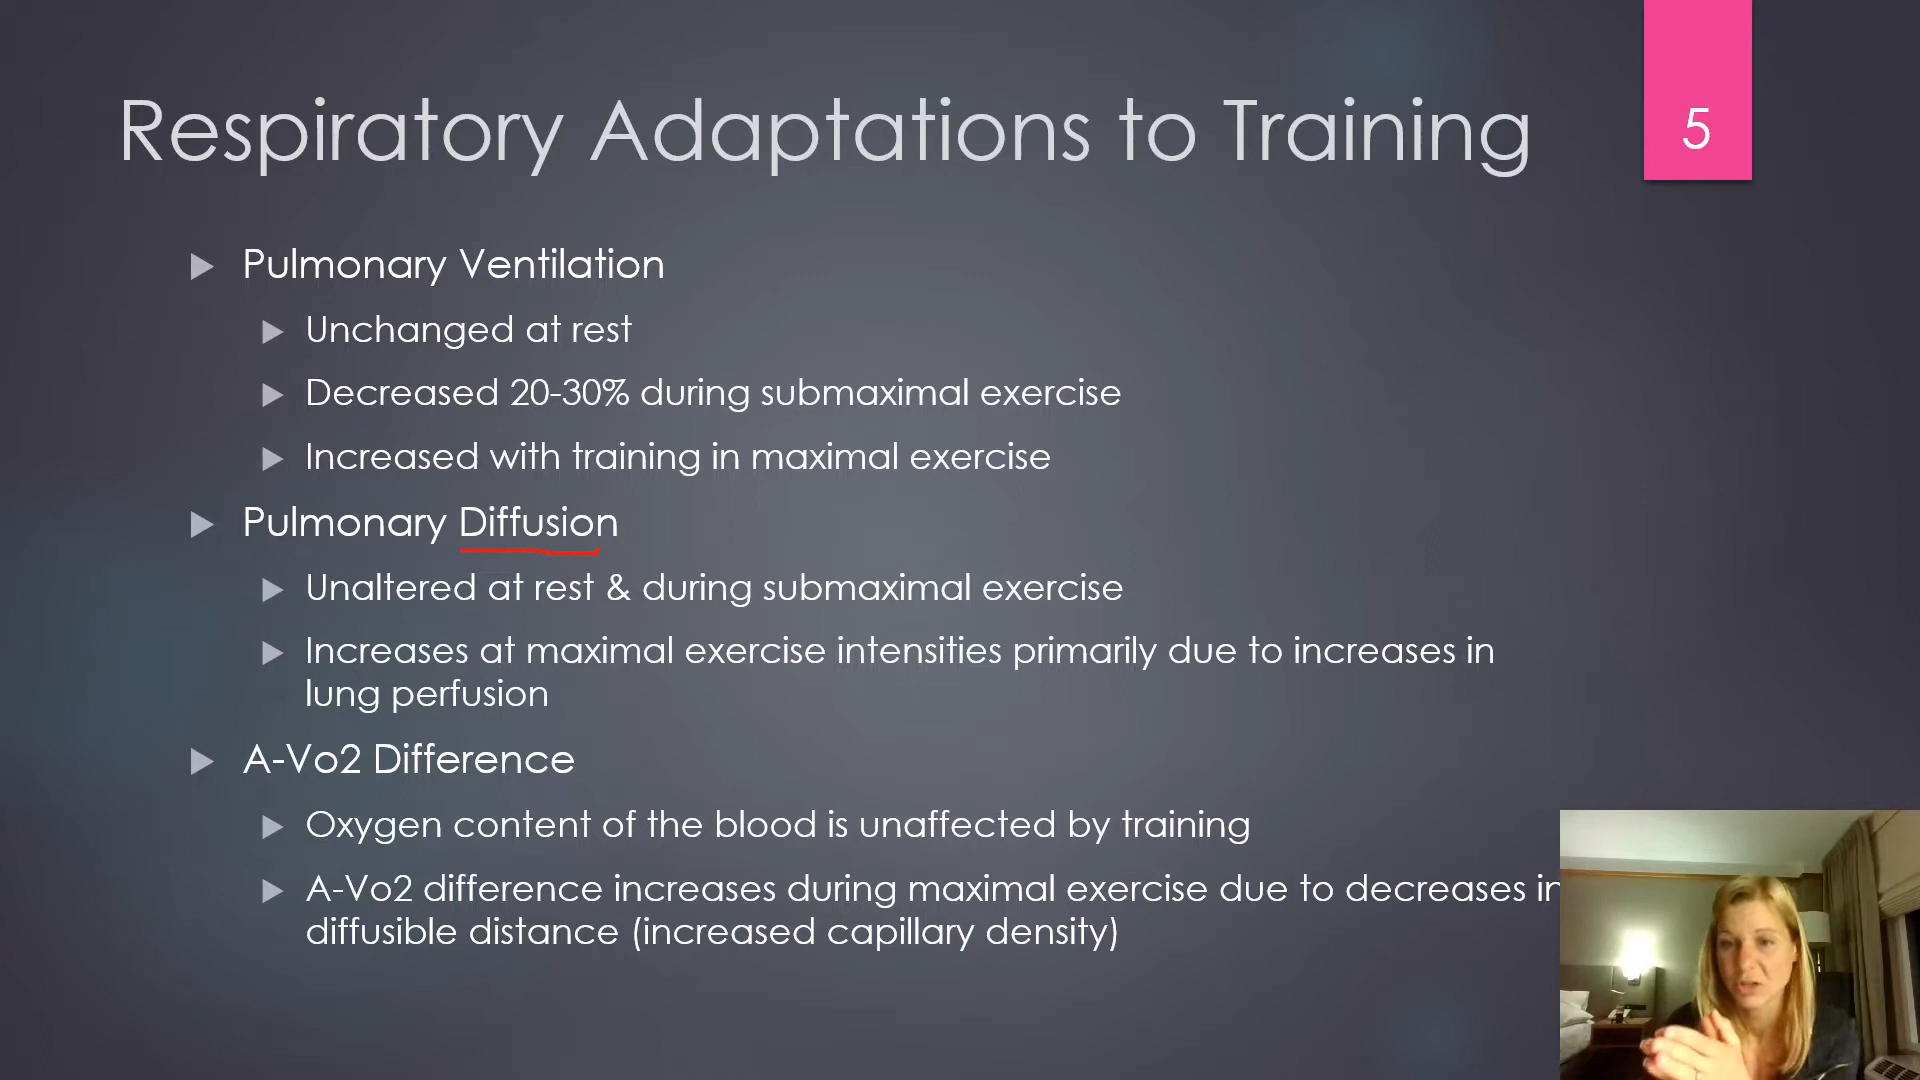 Respiratory Adaptations to Training
5
Pulmonary Ventilation
Unchanged at rest
Decreased 20-30% during submaximal exercise
Increased with training in maximal exercise
Pulmonary Diffusion
Unaltered at rest & during submaximal exercise
Increases at maximal exercise intensities primarily due to increases in
lung perfusion
A-Vo2 Difference
Oxygen content of the blood is unaffected by training
A-Vo2 difference increases during maximal exercise due to decreases in
diffusible distance (increased capillary density)